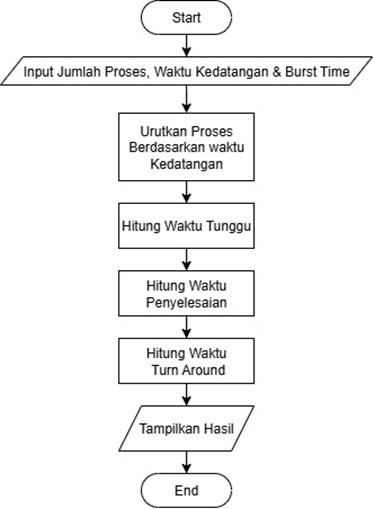 Start
Input Jumlah Proses, Waktu Kedatangan & Burst Time
Urutkan Proses
Berdasarkan waktu
Kedatangan
Hitung Waktu Tunggu
Hitung Waktu
Penyelesaian
Hitung Waktu
Turn Around
Tampilkan Hasil
End